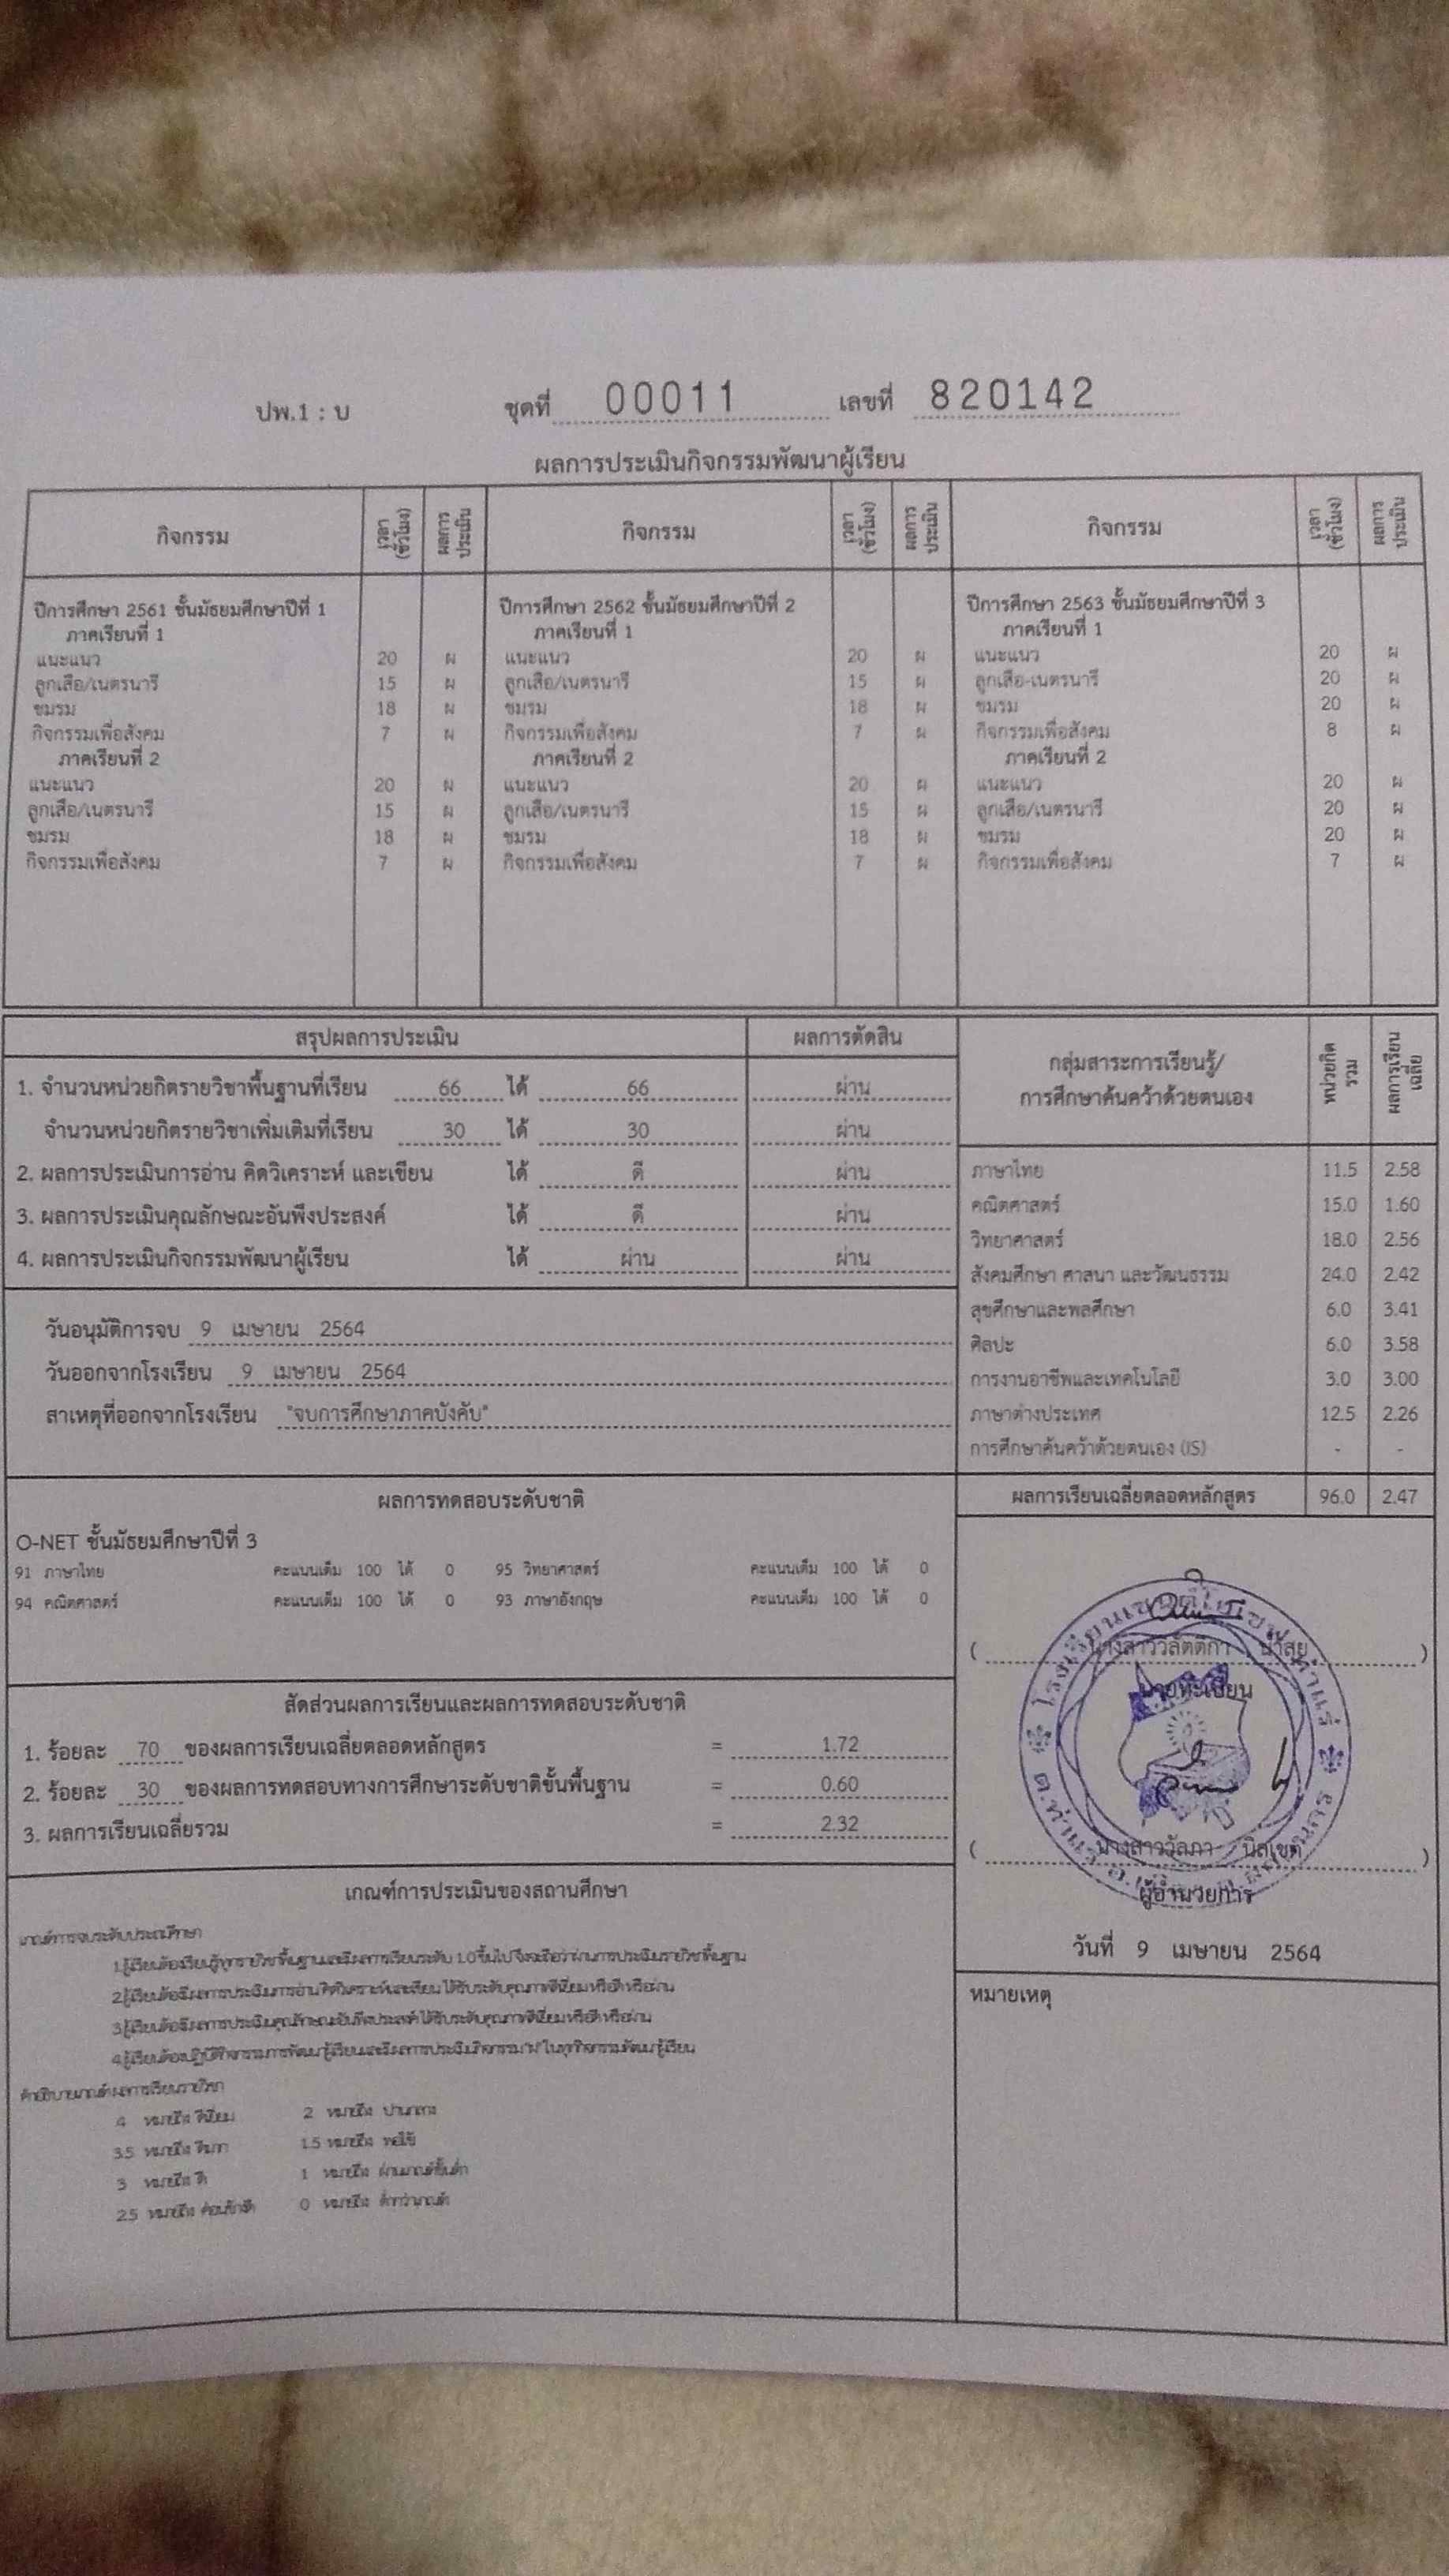 ปพ.1 : บ ชุดที่ 00011 เลขที่ 820142
ผลการประเมินกิจกรรมพัฒนาผู้เรียน
กิจกรรม เวลา (ชั่วโมง) ผลการประเมิน กิจกรรม เวลา (ชั่วโมง) ผลการประเมิน กิจกรรม เวลา (ชั่วโมง) ผลการประเมิน
ปีการศึกษา 2561 ชั้นมัธยมศึกษาปีที่ 1 ปีการศึกษา 2562 ชั้นมัธยมศึกษาปีที่ 2 ปีการศึกษา 2563 ชั้นมัธยมศึกษาปีที่ 3
ภาคเรียนที่ 1 ภาคเรียนที่ 1 ภาคเรียนที่ 1
แนะแนว 20 ผ แนะแนว 20 ผ แนะแนว 20 ผ
ลูกเสือ/เนตรนารี 15 ผ ลูกเสือ/เนตรนารี 15 ผ ลูกเสือ-เนตรนารี 20 ผ
ชมรม 18 ผ ชมรม 18 ผ ชมรม 20 ผ
กิจกรรมเพื่อสังคม 7 ผ กิจกรรมเพื่อสังคม 7 ผ กิจกรรมเพื่อสังคม 8 ผ
ภาคเรียนที่ 2 ภาคเรียนที่ 2 ภาคเรียนที่ 2
แนะแนว 20 ผ แนะแนว 20 ผ แนะแนว 20 ผ
ลูกเสือ/เนตรนารี 15 ผ ลูกเสือ/เนตรนารี 15 ผ ลูกเสือ/เนตรนารี 20 ผ
ชมรม 18 ผ ชมรม 18 ผ ชมรม 20 ผ
กิจกรรมเพื่อสังคม 7 ผ กิจกรรมเพื่อสังคม 7 ผ กิจกรรมเพื่อสังคม 7 ผ
สรุปผลการประเมิน ผลการตัดสิน
1. จำนวนหน่วยกิตรายวิชาพื้นฐานที่เรียน 66 ได้ 66 ผ่าน
จำนวนหน่วยกิตรายวิชาเพิ่มเติมที่เรียน 30 ได้ 30 ผ่าน
2. ผลการประเมินการอ่าน คิดวิเคราะห์ และเขียน ได้ ดี ผ่าน
3. ผลการประเมินคุณลักษณะอันพึงประสงค์ ได้ ดี ผ่าน
4. ผลการประเมินกิจกรรมพัฒนาผู้เรียน ได้ ผ่าน ผ่าน
วันอนุมัติการจบ 9 เมษายน 2564
วันออกจากโรงเรียน 9 เมษายน 2564
สาเหตุที่ออกจากโรงเรียน "จบการศึกษาภาคบังคับ"
กลุ่มสาระการเรียนรู้/ การศึกษาค้นคว้าด้วยตนเอง หน่วยกิตรวม ผลการเรียนเฉลี่ย
ภาษาไทย 11.5 2.58
คณิตศาสตร์ 15.0 1.60
วิทยาศาสตร์ 18.0 2.56
สังคมศึกษา ศาสนา และวัฒนธรรม 24.0 2.42
สุขศึกษาและพลศึกษา 6.0 3.41
ศิลปะ 6.0 3.58
การงานอาชีพและเทคโนโลยี 3.0 3.00
ภาษาต่างประเทศ 12.5 2.26
การศึกษาค้นคว้าด้วยตนเอง (IS) - -
ผลการเรียนเฉลี่ยตลอดหลักสูตร 96.0 2.47
ผลการทดสอบระดับชาติ
O-NET ชั้นมัธยมศึกษาปีที่ 3
91 ภาษาไทย คะแนนเต็ม 100 ได้ 0 95 วิทยาศาสตร์ คะแนนเต็ม 100 ได้ 0
94 คณิตศาสตร์ คะแนนเต็ม 100 ได้ 0 93 ภาษาอังกฤษ คะแนนเต็ม 100 ได้ 0
สัดส่วนผลการเรียนและผลการทดสอบระดับชาติ
1. ร้อยละ 70 ของผลการเรียนเฉลี่ยตลอดหลักสูตร = 1.72
2. ร้อยละ 30 ของผลการทดสอบทางการศึกษาระดับชาติขั้นพื้นฐาน = 0.60
3. ผลการเรียนเฉลี่ยรวม = 2.32
นายทะเบียน
ผู้อำนวยการ
วันที่ 9 เมษายน 2564
หมายเหตุ
เกณฑ์การประเมินของสถานศึกษา
เกณฑ์การจบระดับประถมศึกษา
1.ผู้เรียนต้องเรียนรู้ทุกรายวิชาพื้นฐานและมีผลการเรียนระดับ 1.0 ขึ้นไป จึงจะถือว่าผ่านการประเมินรายวิชาพื้นฐาน
2.ผู้เรียนต้องมีผลการประเมินการอ่าน คิดวิเคราะห์และเขียน ได้รับระดับคุณภาพดีเยี่ยม หรือดี หรือผ่าน
3.ผู้เรียนต้องมีผลการประเมินคุณลักษณะอันพึงประสงค์ ได้รับระดับคุณภาพดีเยี่ยม หรือดี หรือผ่าน
4.ผู้เรียนต้องปฏิบัติกิจกรรมการพัฒนาผู้เรียนและมีผลการประเมินกิจกรรม "ผ" ในทุกกิจกรรมพัฒนาผู้เรียน
คำอธิบายเกณฑ์ผลการเรียนรายวิชา
4 หมายถึง ดีเยี่ยม 2 หมายถึง ปานกลาง
3.5 หมายถึง ดีมาก 1.5 หมายถึง พอใช้
3 หมายถึง ดี 1 หมายถึง ผ่านเกณฑ์ขั้นต่ำ
2.5 หมายถึง ค่อนข้างดี 0 หมายถึง ต่ำกว่าเกณฑ์